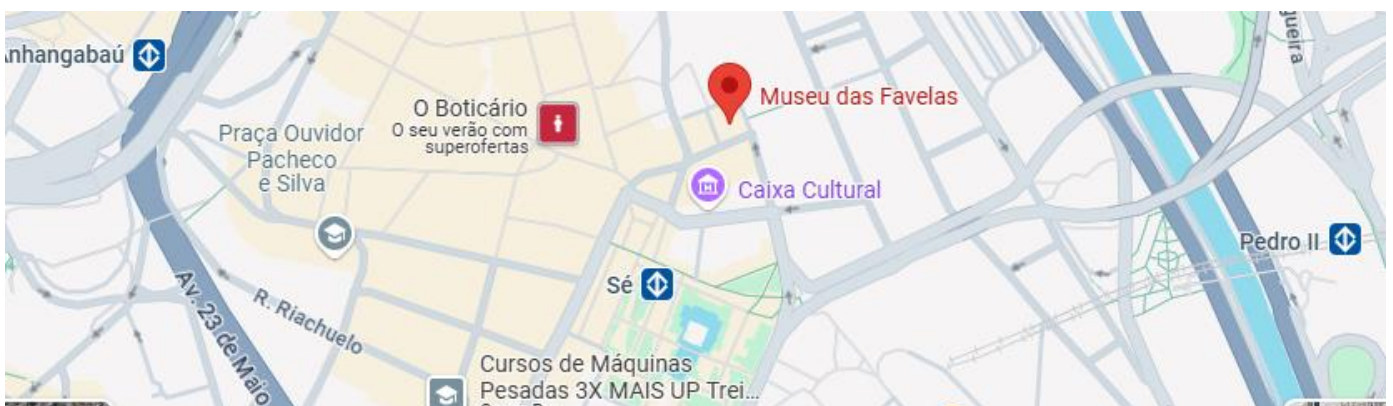 Anhangabaú
O Boticário
O seu verão com
superofertas
Museu das Favelas
Praça Ouvidor
Pacheco
e Silva
Caixa Cultural
Pedro II
Sé
Av. 23 de Maio
R. Riachuelo
Cursos de Máquinas
Pesadas 3X MAIS UP Trei...